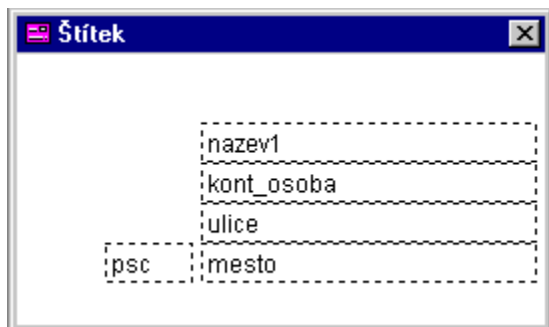 Štítek
nazev1
kont_osoba
ulice
psc mesto